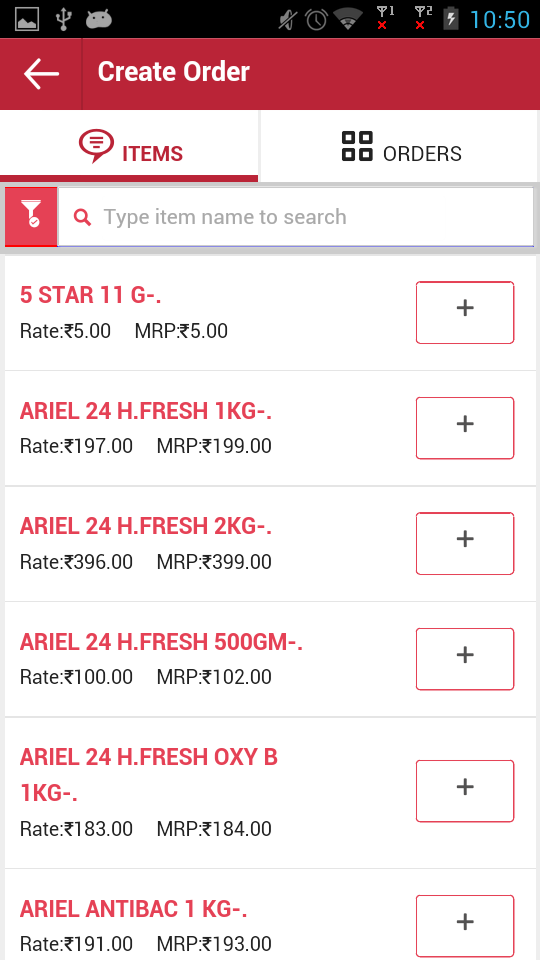 1 2 10:50
Create Order
ITEMS ORDERS
Type item name to search
5 STAR 11 G-.
Rate:₹5.00 MRP:₹5.00
+
ARIEL 24 H.FRESH 1KG-.
Rate:₹197.00 MRP:₹199.00
+
ARIEL 24 H.FRESH 2KG-.
Rate:₹396.00 MRP:₹399.00
+
ARIEL 24 H.FRESH 500GM-.
Rate:₹100.00 MRP:₹102.00
+
ARIEL 24 H.FRESH OXY B
1KG-.
Rate:₹183.00 MRP:₹184.00
+
ARIEL ANTIBAC 1 KG-.
Rate:₹191.00 MRP:₹193.00
+